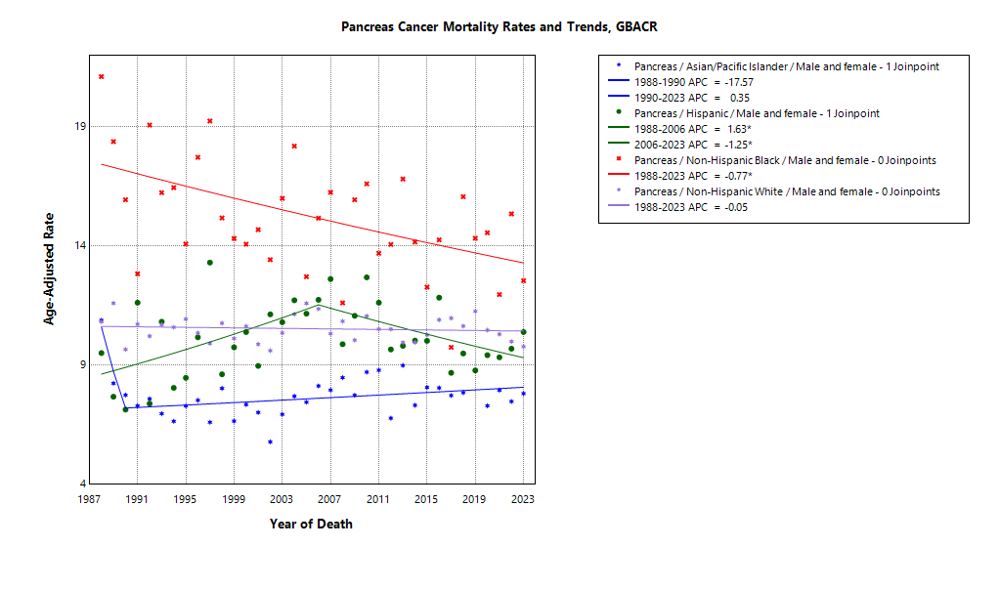 Pancreas Cancer Mortality Rates and Trends, GBACR
Pancreas / Asian/Pacific Islander / Male and female - 1 Joinpoint
1988-1990 APC = -17.57
1990-2023 APC = 0.35
Pancreas / Hispanic / Male and female - 1 Joinpoint
1988-2006 APC = 1.63*
2006-2023 APC = -1.25*
Pancreas / Non-Hispanic Black / Male and female - 0 Joinpoints
1988-2023 APC = -0.77*
Pancreas / Non-Hispanic White / Male and female - 0 Joinpoints
1988-2023 APC = -0.05
Age-Adjusted Rate
19
14
9
4
1987 1991 1995 1999 2003 2007 2011 2015 2019 2023
Year of Death